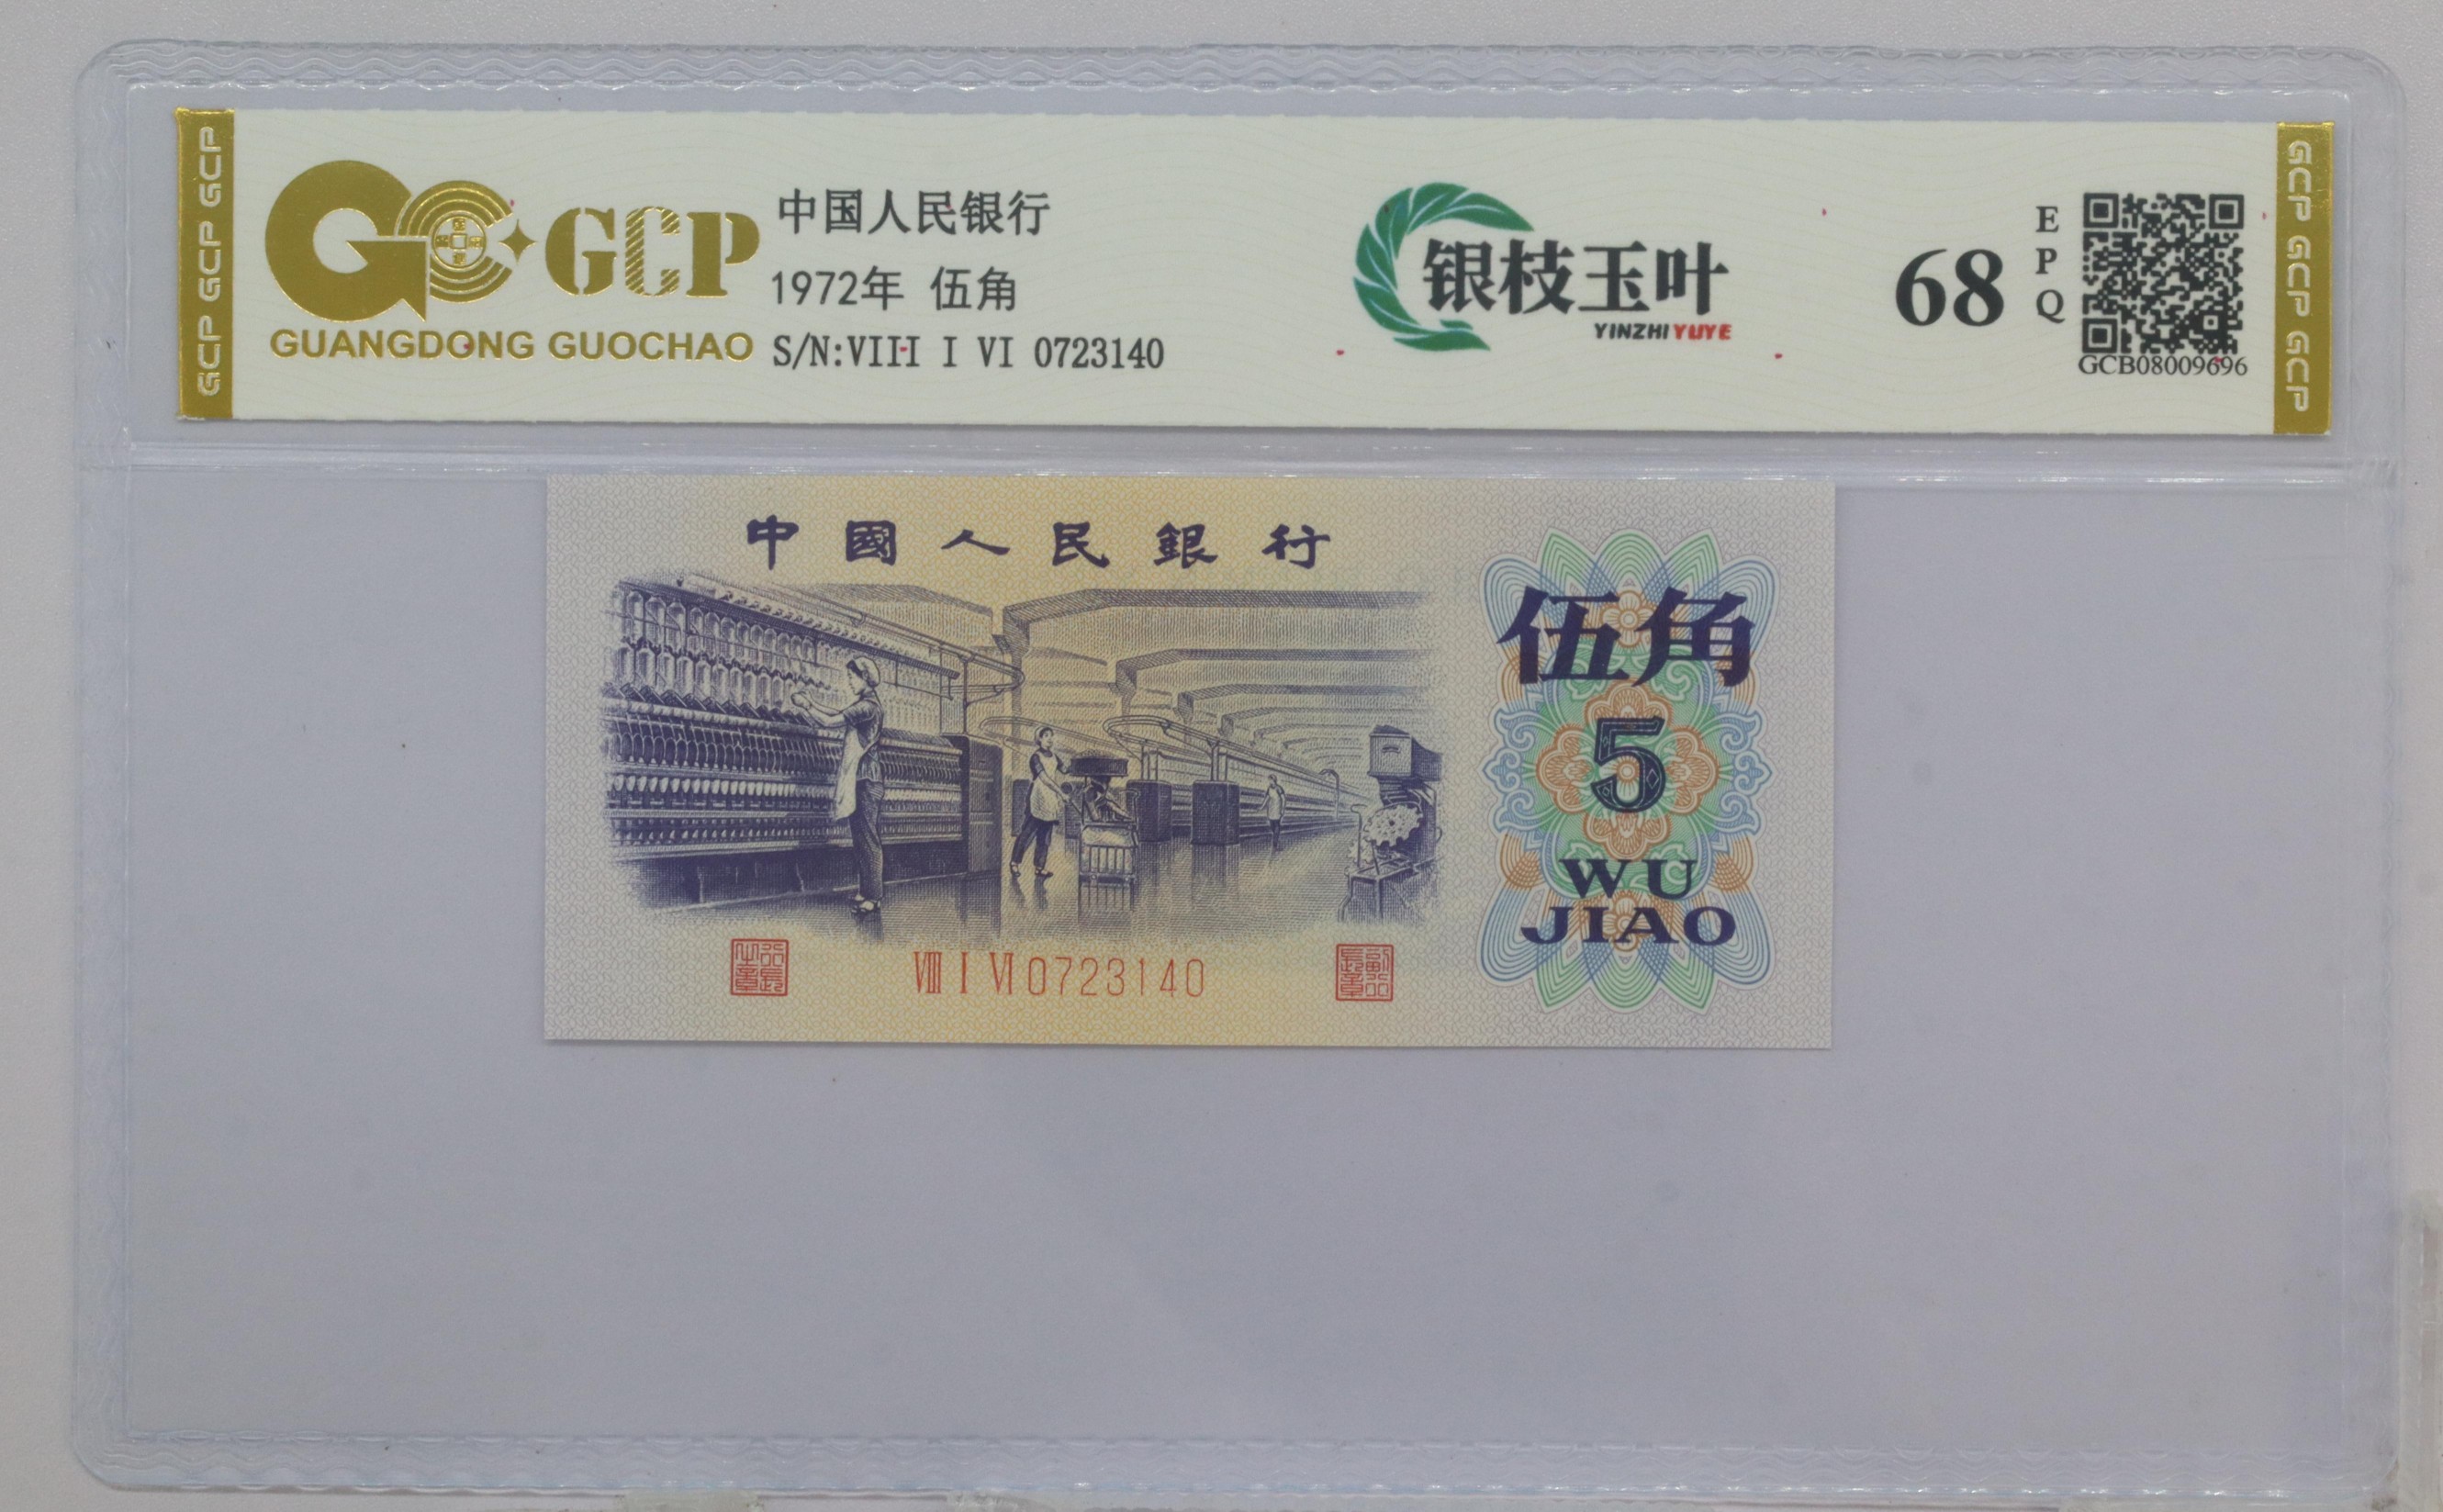 GCP GCP GCP
GCP
GUANGDONG GUOCHAO
中国人民银行
1972年 伍角
S/N:VIII I VI 0723140
银枝玉叶
YINZHIYUYE
68
EPQ
GCB08009696
GCP GCP GCP
中國人民銀行
伍角
5
WU
JIAO
VIII I VI 0723140